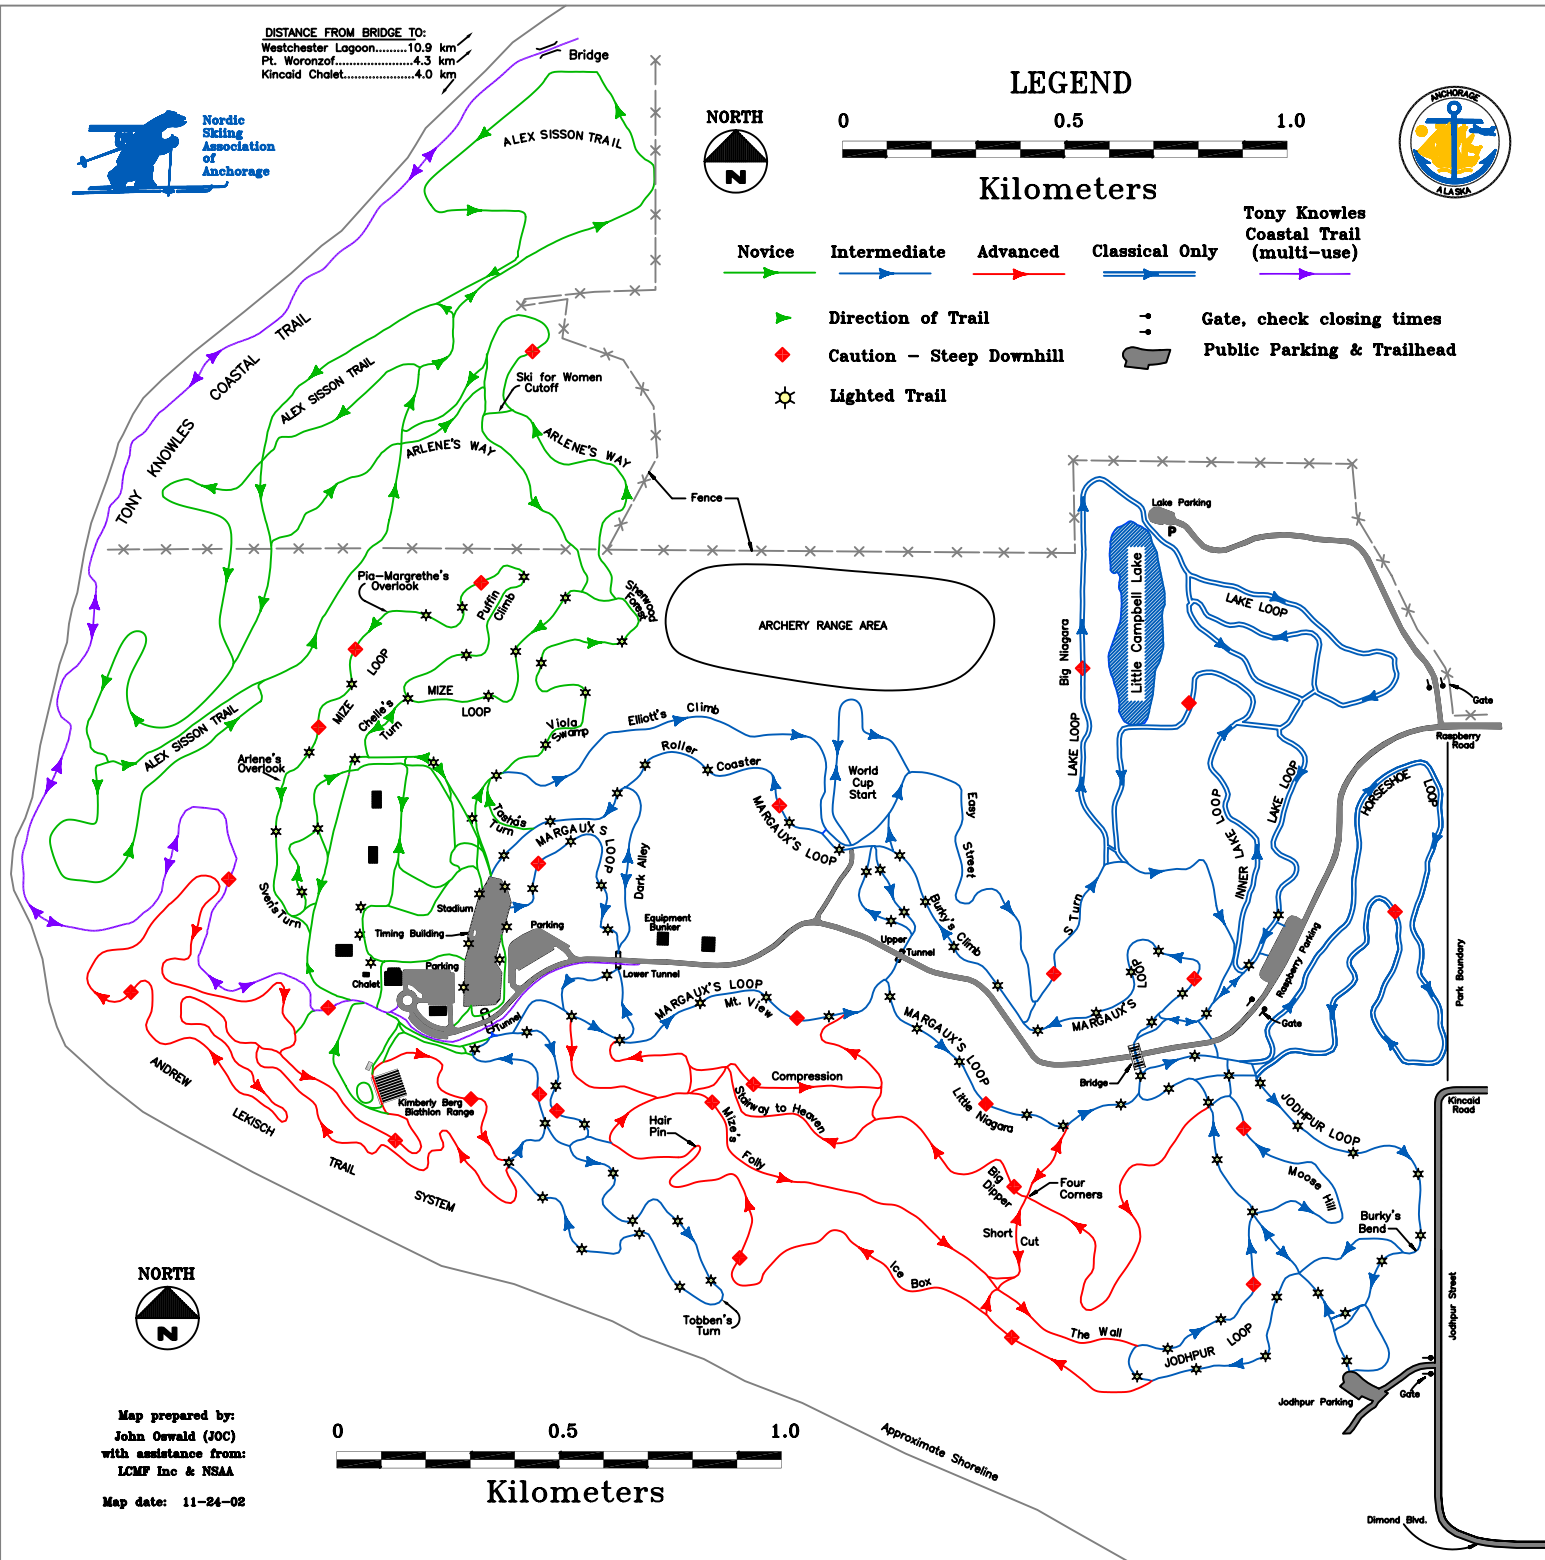 DISTANCE FROM BRIDGE TO:
Westchester Lagoon.........10.9 km
Pt. Woronzof......................4.3 km
Kincaid Chalet....................4.0 km
Bridge
Nordic
Skiing
Association
of
Anchorage
ALEX SISSON TRAIL
NORTH
N
LEGEND
0 0.5 1.0
Kilometers
ANCHORAGE
ALASKA
Novice
Intermediate
Advanced
Classical Only
Tony Knowles
Coastal Trail
(multi-use)
Direction of Trail
Caution - Steep Downhill
Lighted Trail
Gate, check closing times
Public Parking & Trailhead
TONY KNOWLES COASTAL TRAIL
ALEX SISSON TRAIL
Ski for Women
Cutoff
ARLENE'S WAY
ARLENE'S WAY
Fence
Lake Parking
P
Little Campbell Lake
LAKE LOOP
Big Niagara
LAKE LOOP
Gate
Raspberry
Road
Pia-Margrethe's
Overlook
Puffin
Climb
Sherwood
Forest
ARCHERY RANGE AREA
MIZE LOOP
MIZE
LOOP
Chelle's
Turn
ALEX SISSON TRAIL
Arlene's
Overlook
Viola
Swamp
Elliott's Climb
Roller
Coaster
World
Cup
Start
Easy
Street
MARGAUX'S LOOP
Tasha's
Turn
MARGAUX'S
LOOP
Dark Alley
INNER LAKE LOOP
LAKE LOOP
HORSESHOE
LOOP
Sven's Turn
Stadium
Timing Building
Parking
Equipment
Bunker
Burky's Climb
Upper
Tunnel
S Turn
Raspberry Parking
Park Boundary
Chalet
Parking
Lower Tunnel
Tunnel
MARGAUX'S LOOP
Mt. View
MARGAUX'S LOOP
MARGAUX'S
LOOP
Gate
Bridge
Kimberly Berg
Biathlon Range
ANDREW
LEKISCH
TRAIL
SYSTEM
Compression
Stairway to Heaven
Hair
Pin
Mize's
Folly
Little Niagara
Big
Dipper
Four
Corners
Short
Cut
Ice Box
JODHPUR LOOP
Moose Hill
Burky's
Bend
Kincaid
Road
Jodhpur Street
NORTH
N
Tobben's
Turn
The Wall
JODHPUR LOOP
Jodhpur Parking
Gate
Map prepared by:
John Oswald (JOC)
with assistance from:
LCMF Inc & NSAA
Map date: 11-24-02
0 0.5 1.0
Kilometers
Approximate Shoreline
Dimond Blvd.